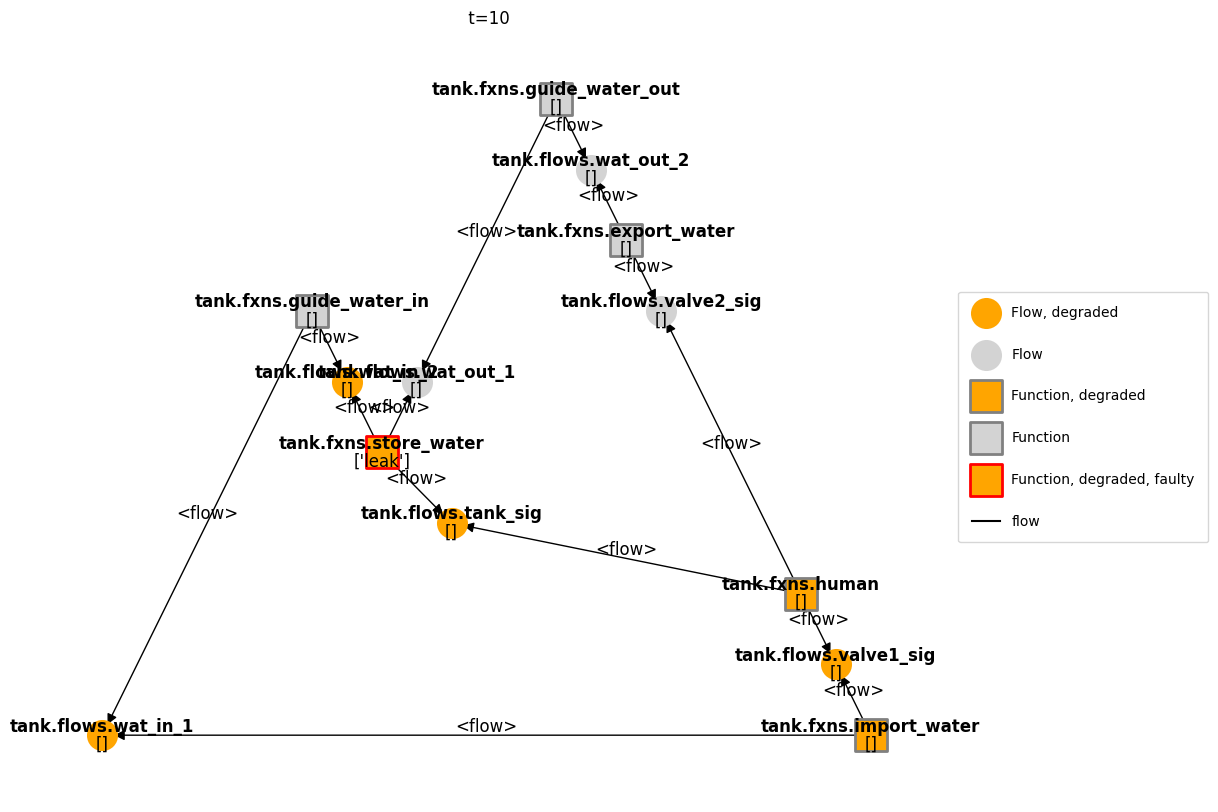 t=10
tank.fxns.guide_water_out
[]
<flow>
tank.flows.wat_out_2
[]
<flow>
<flow>
tank.fxns.export_water
[]
<flow>
tank.fxns.guide_water_in
[]
<flow>
tank.flows.valve2_sig
[]
tank.flows.wat_in_2
[]
tank.flows.wat_out_1
[]
<flow>
<flow>
tank.fxns.store_water
['leak']
<flow>
<flow>
tank.flows.tank_sig
[]
<flow>
<flow>
tank.fxns.human
[]
<flow>
tank.flows.valve1_sig
[]
<flow>
tank.flows.wat_in_1
[]
<flow>
tank.fxns.import_water
[]
Flow, degraded
Flow
Function, degraded
Function
Function, degraded, faulty
flow